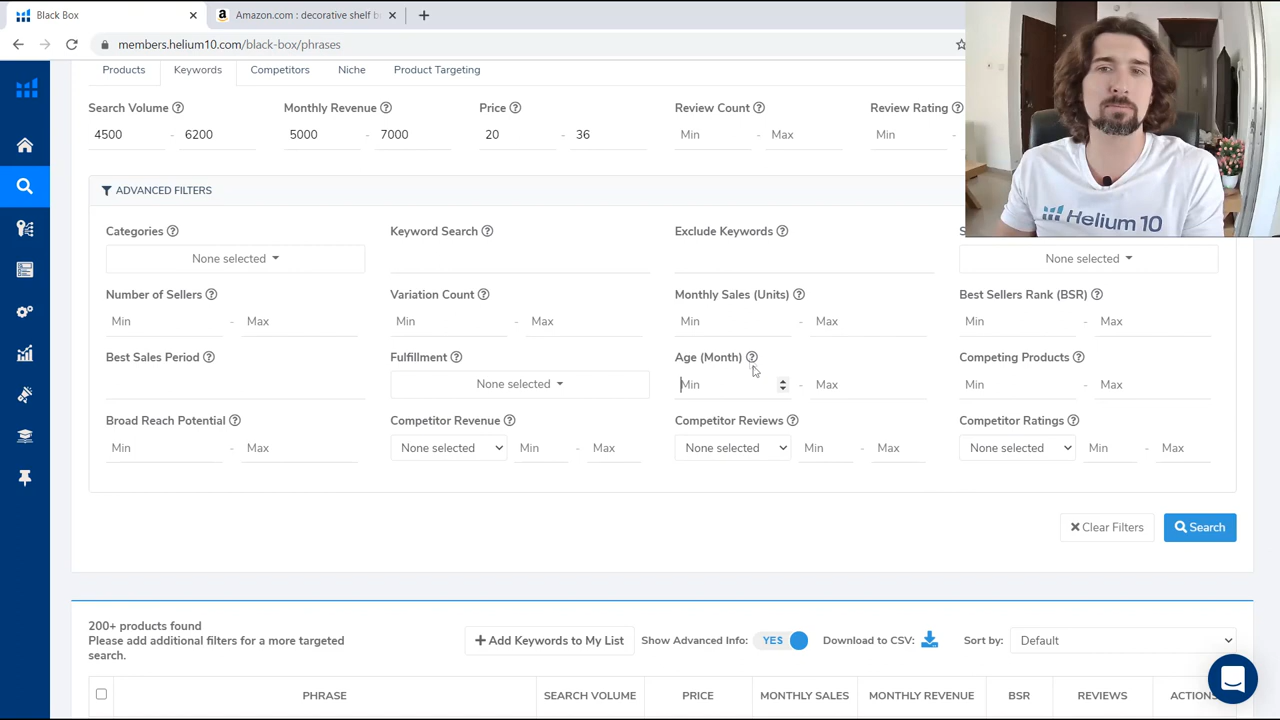 Black Box
Amazon.com : decorative shelf b
members.helium10.com/black-box/phrases
Products Keywords Competitors Niche Product Targeting
Search Volume Monthly Revenue Price Review Count Review Rating
4500 - 6200 5000 - 7000 20 - 36 Min - Max Min
ADVANCED FILTERS
Categories Keyword Search Exclude Keywords S
None selected None selected
Number of Sellers Variation Count Monthly Sales (Units) Best Sellers Rank (BSR)
Min - Max Min - Max Min - Max Min - Max
Best Sales Period Fulfillment Age (Month) Competing Products
None selected Min - Max Min - Max
Broad Reach Potential Competitor Revenue Competitor Reviews Competitor Ratings
Min - Max None selected Min - Max None selected Min - Max None selected Min - Max
Clear Filters Search
200+ products found
Please add additional filters for a more targeted
search.
+ Add Keywords to My List Show Advanced Info: YES Download to CSV: Sort by: Default
PHRASE SEARCH VOLUME PRICE MONTHLY SALES MONTHLY REVENUE BSR REVIEWS ACTIONS
Helium 10